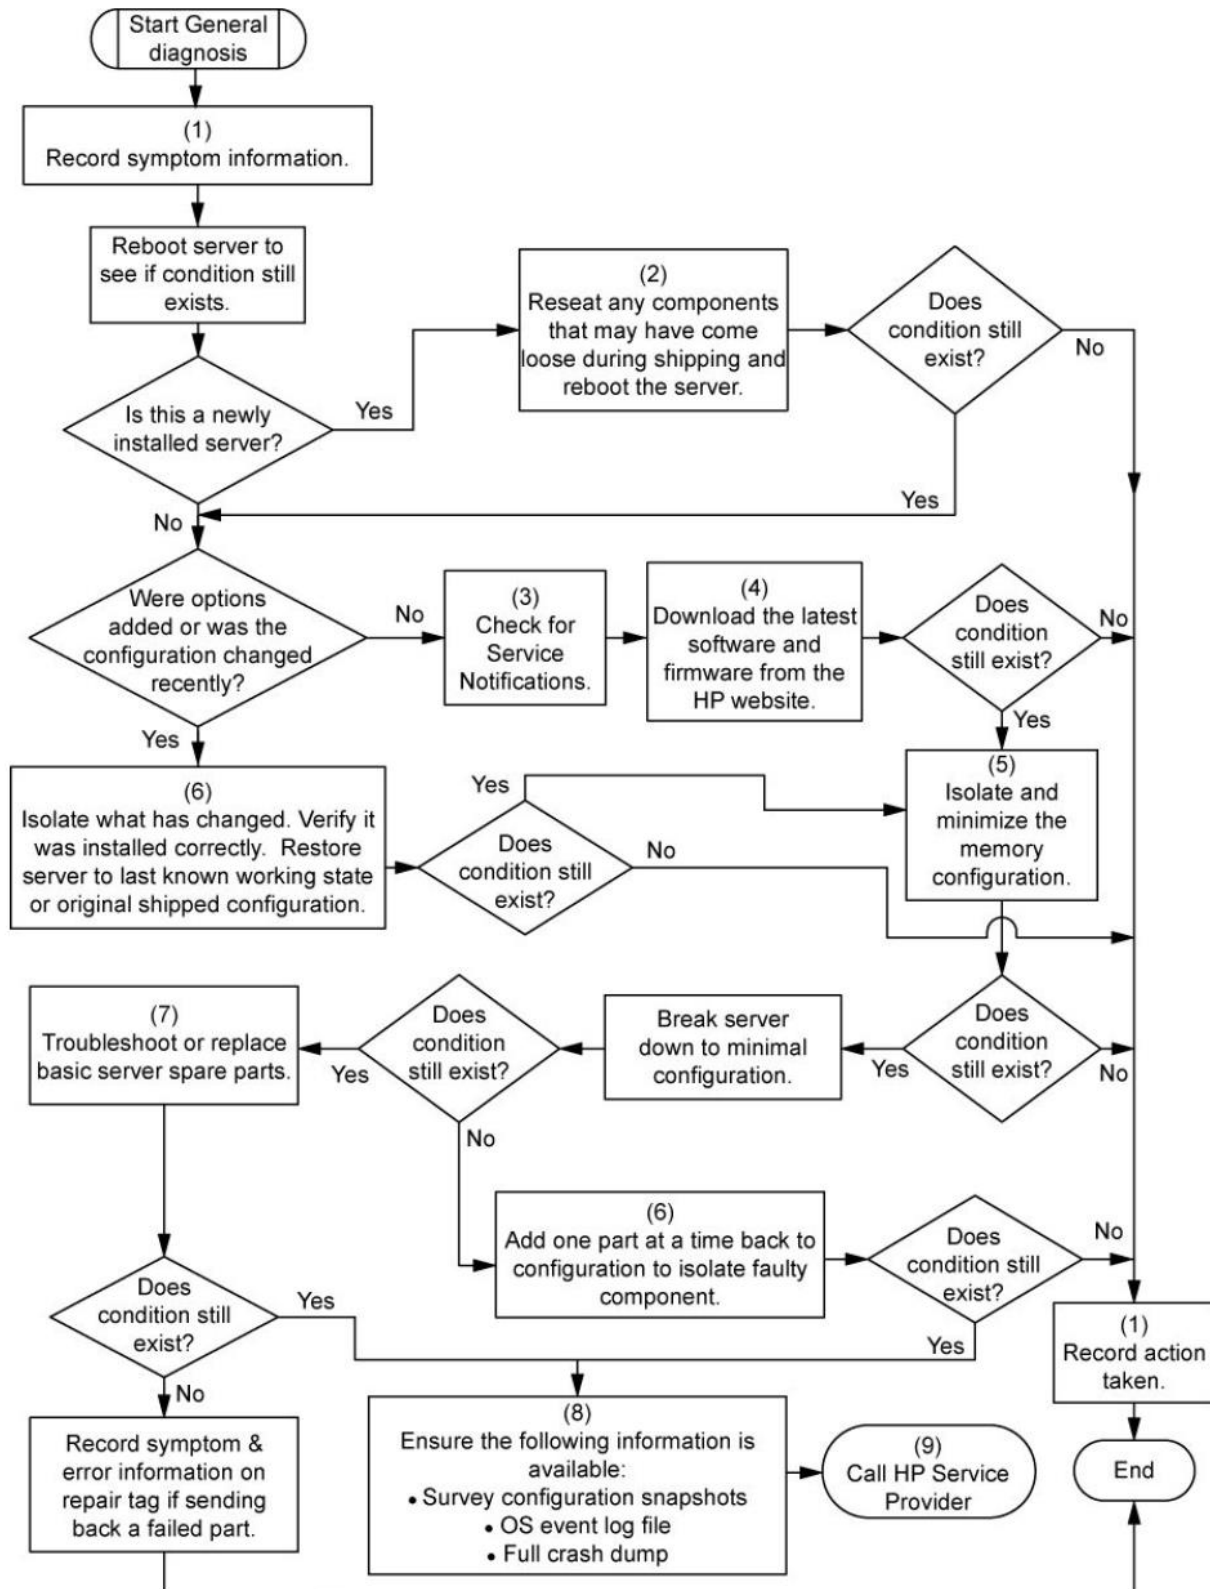 Start General
diagnosis
(1)
Record symptom information.
Reboot server to
see if condition still
exists.
Is this a newly
installed server?
Yes
No
(2)
Reseat any components
that may have come
loose during shipping and
reboot the server.
Does
condition still
exist?
No
Yes
Were options
added or was the
configuration changed
recently?
No
Yes
(3)
Check for
Service
Notifications.
(4)
Download the latest
software and
firmware from the
HP website.
Does
condition
still exist?
No
Yes
(5)
Isolate and
minimize the
memory
configuration.
(6)
Isolate what has changed. Verify it
was installed correctly. Restore
server to last known working state
or original shipped configuration.
Does
condition still
exist?
Yes
No
Does
condition
still exist?
No
Yes
Break server
down to minimal
configuration.
Does
condition
still exist?
Yes
No
(7)
Troubleshoot or replace
basic server spare parts.
(6)
Add one part at a time back to
configuration to isolate faulty
component.
Does
condition still
exist?
No
Yes
Does
condition still
exist?
Yes
No
Record symptom &
error information on
repair tag if sending
back a failed part.
(8)
Ensure the following information is
available:
• Survey configuration snapshots
• OS event log file
• Full crash dump
(9)
Call HP Service
Provider
(1)
Record action
taken.
End